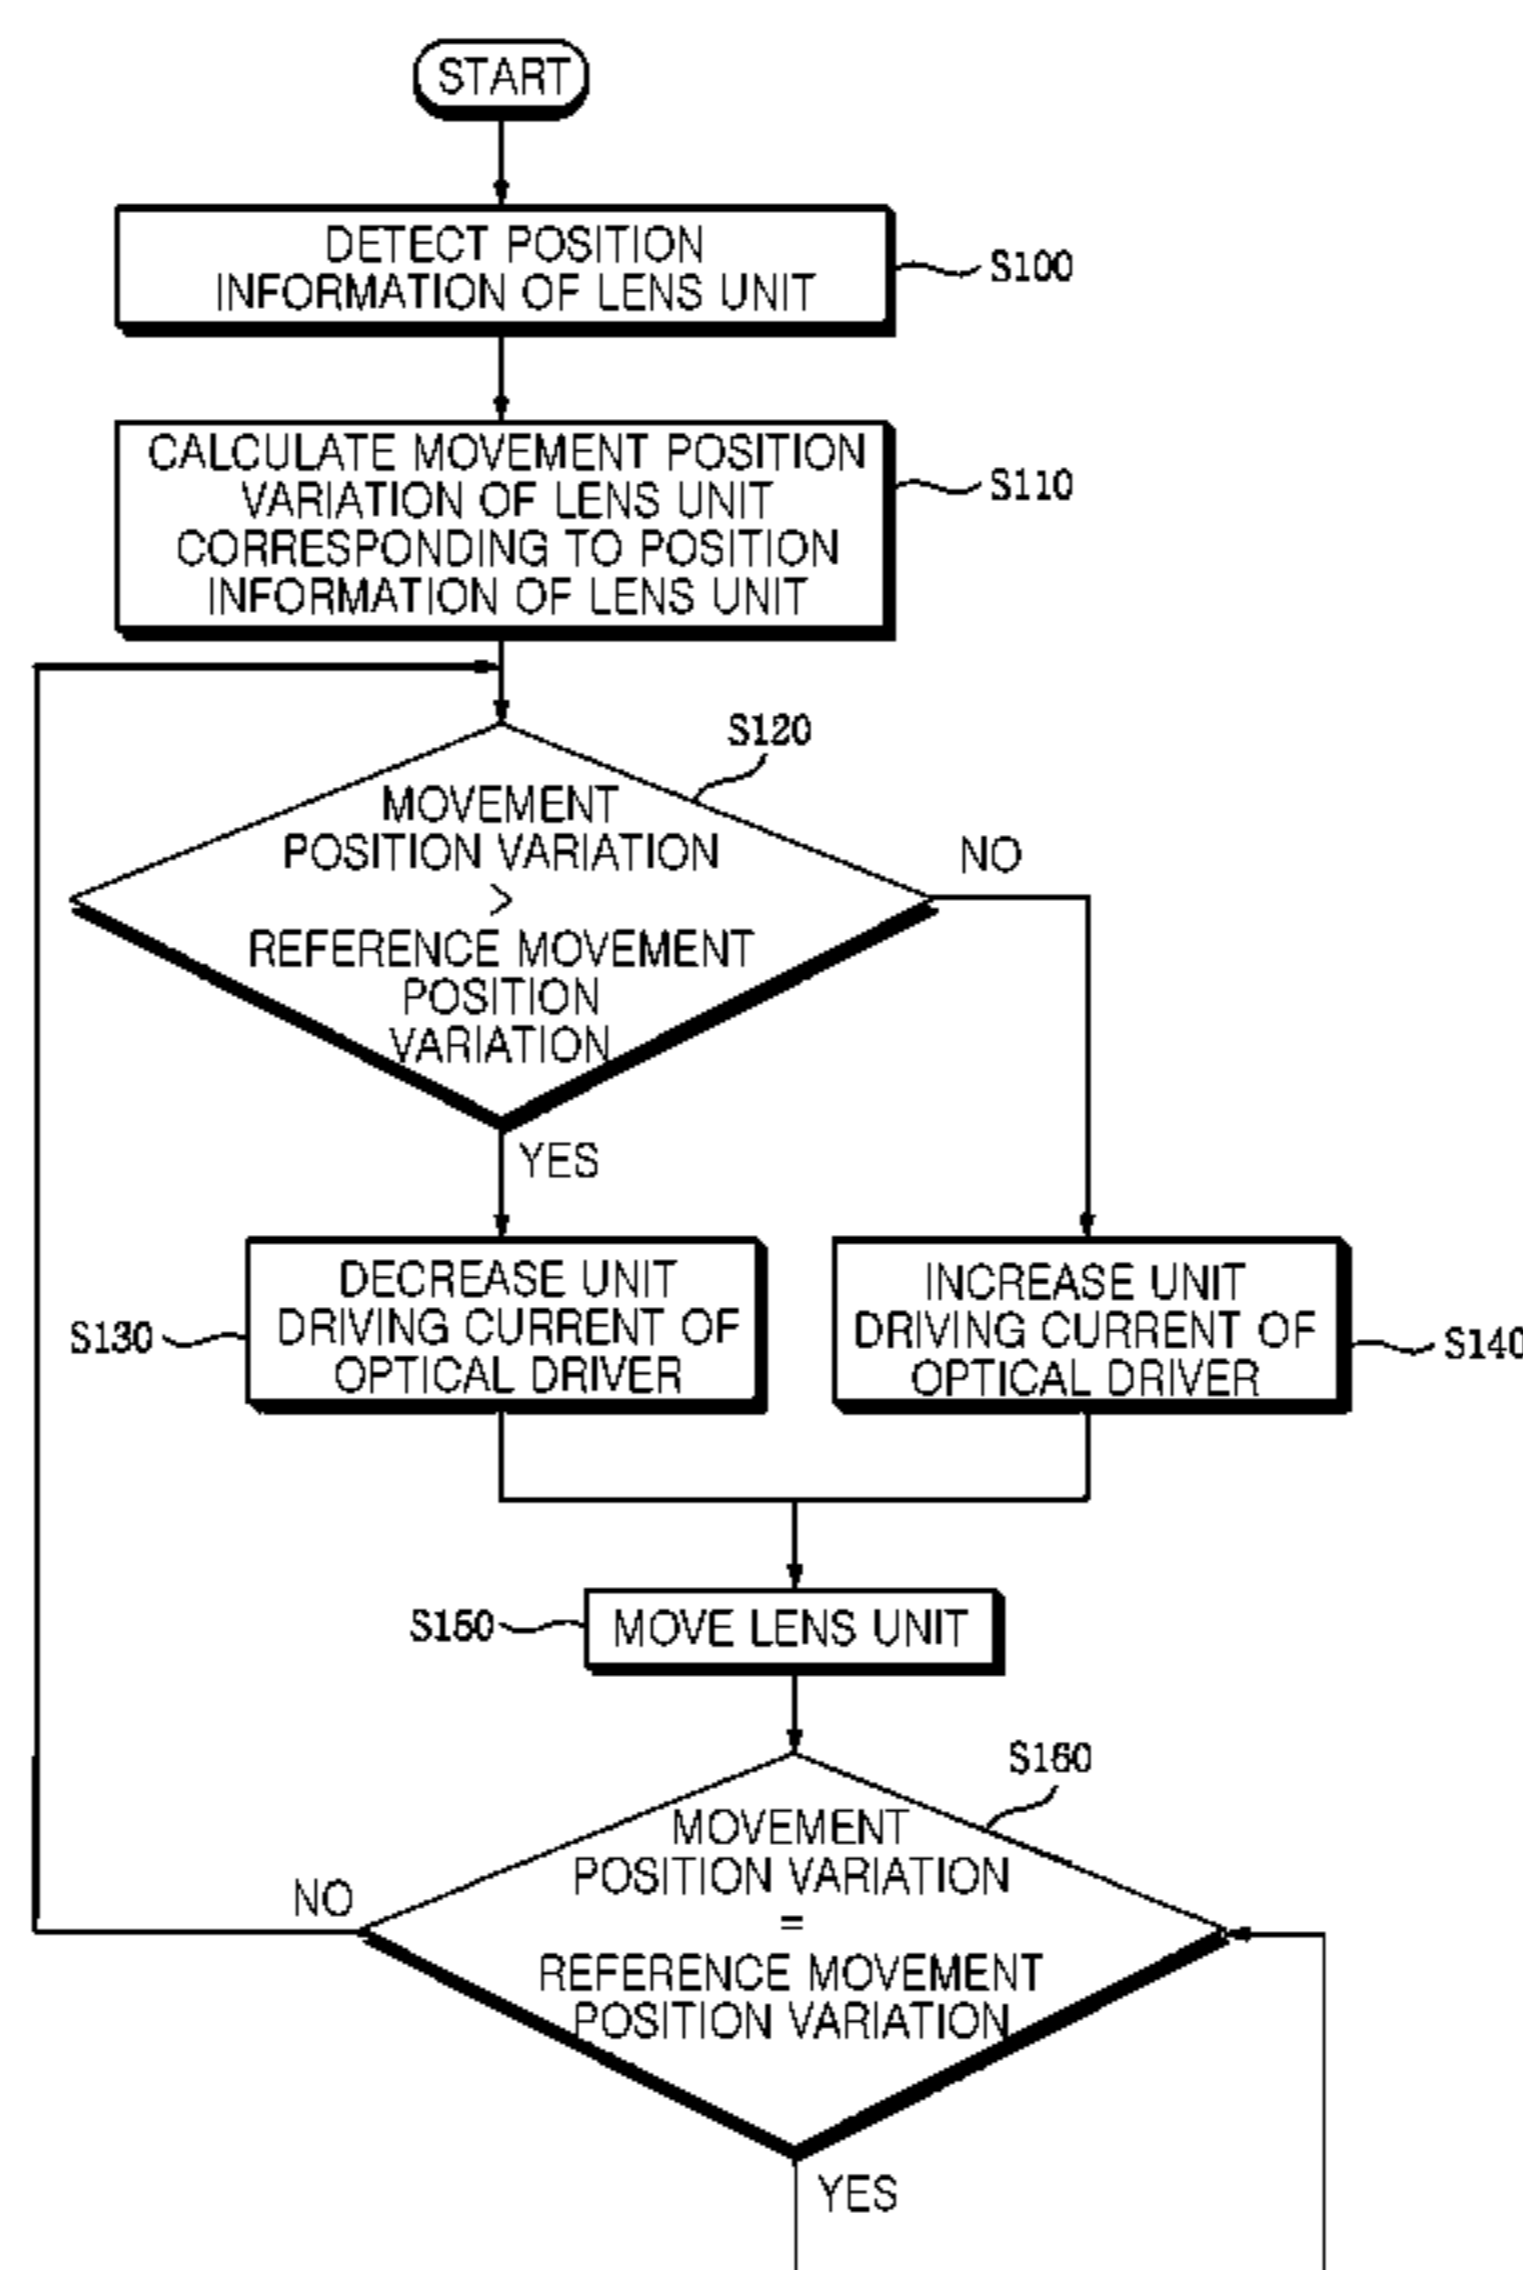 START
DETECT POSITION
INFORMATION OF LENS UNIT
S100
CALCULATE MOVEMENT POSITION
VARIATION OF LENS UNIT
CORRESPONDING TO POSITION
INFORMATION OF LENS UNIT
S110
S120
MOVEMENT
POSITION VARIATION
>
REFERENCE MOVEMENT
POSITION
VARIATION
NO
YES
DECREASE UNIT
DRIVING CURRENT OF
OPTICAL DRIVER
S130
INCREASE UNIT
DRIVING CURRENT OF
OPTICAL DRIVER
S140
S150
MOVE LENS UNIT
S160
MOVEMENT
POSITION VARIATION
=
REFERENCE MOVEMENT
POSITION VARIATION
NO
YES